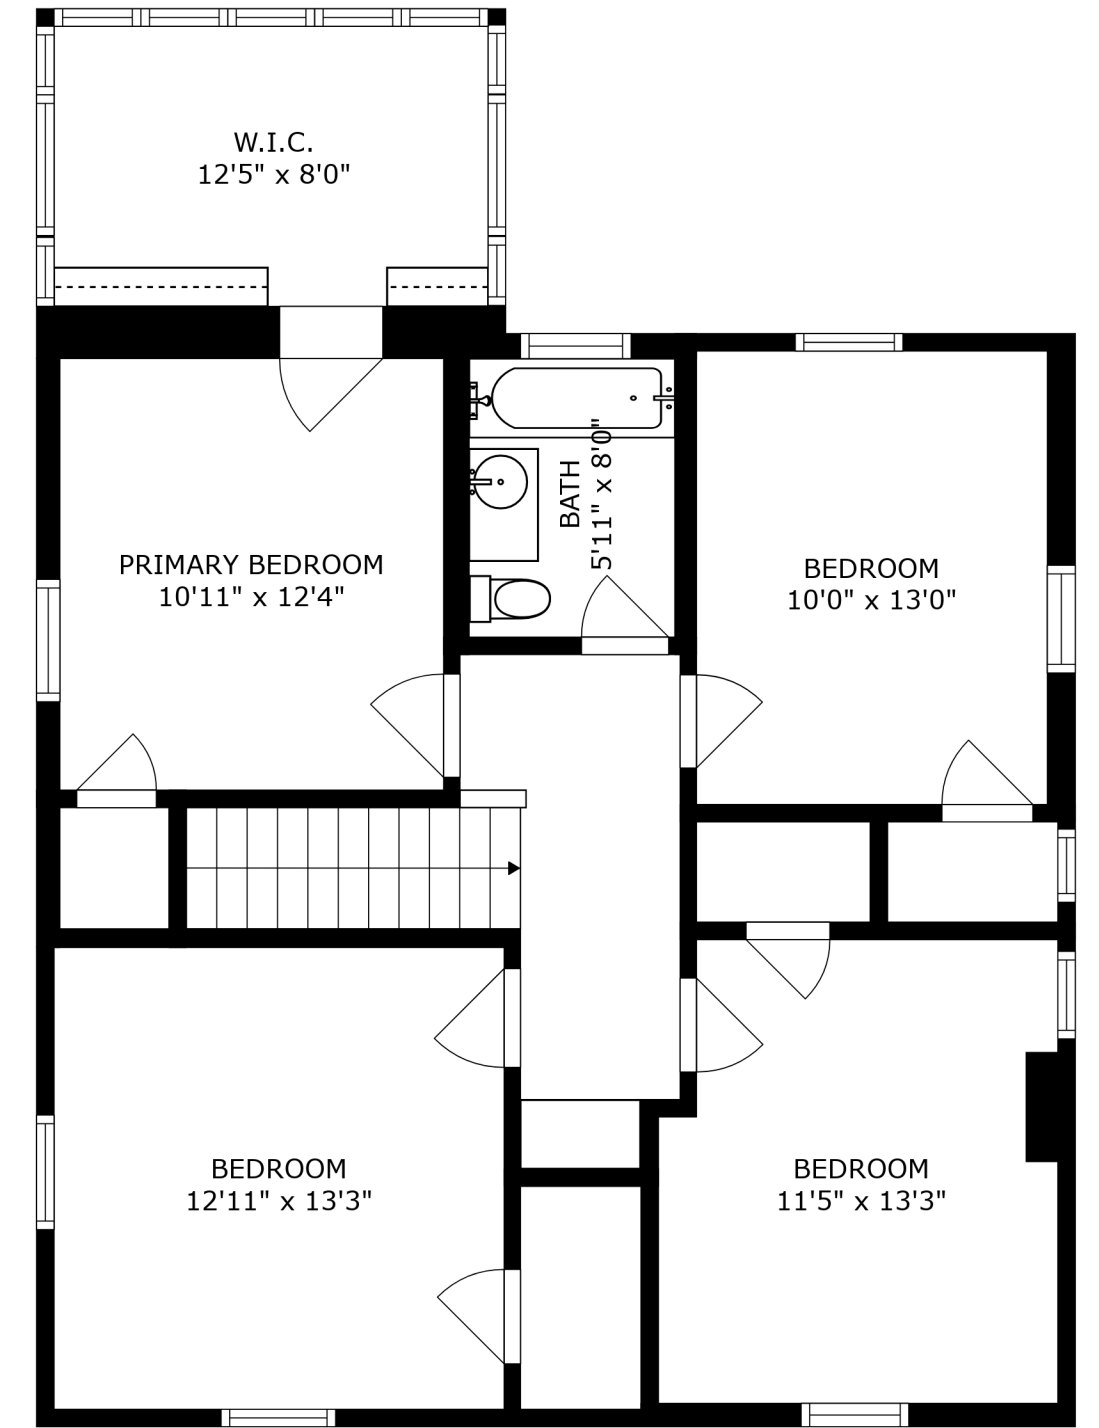 W.I.C.
12'5" x 8'0"
BATH
5'11" x 8'0"
PRIMARY BEDROOM
10'11" x 12'4"
BEDROOM
10'0" x 13'0"
BEDROOM
12'11" x 13'3"
BEDROOM
11'5" x 13'3"